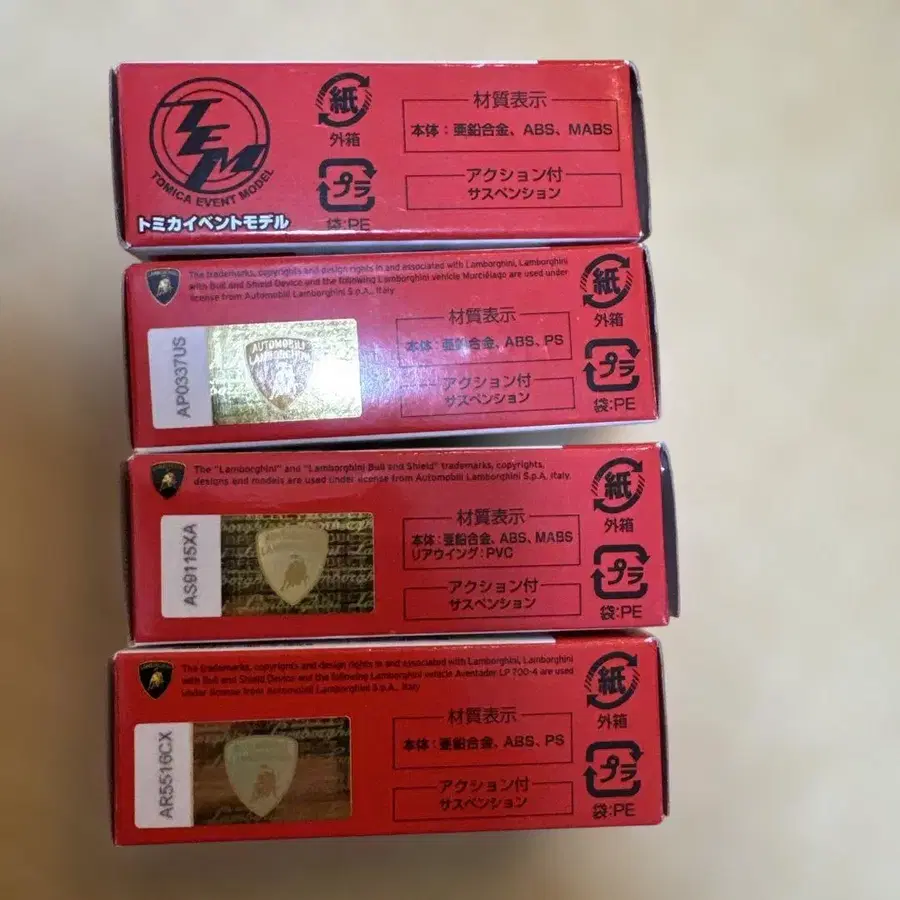 TEM
TOMICA EVENT MODEL
トミカイベントモデル
紙
外箱
プラ
袋:PE
材質表示
本体：亜鉛合金、ABS、MABS
アクション付
サスペンション
The trademarks, copyrights and design rights in and associated with Lamborghini, Lamborghini
with Bull and Shield Device and the following Lamborghini vehicle Murciélago are used under
license from Automobili Lamborghini S.p.A., Italy
AP0337US
AUTOMOBILI
LAMBORGHINI
材質表示
本体：亜鉛合金、ABS、PS
アクション付
サスペンション
紙
外箱
プラ
袋:PE
The "Lamborghini" and "Lamborghini Bull and Shield" trademarks, copyrights,
designs and models are used under license from Automobili Lamborghini S.p.A. Italy.
AS9115XA
材質表示
本体：亜鉛合金、ABS、MABS
リアウイング：PVC
アクション付
サスペンション
紙
外箱
プラ
袋:PE
The trademarks, copyrights and design rights in and associated with Lamborghini, Lamborghini
with Bull and Shield Device and the following Lamborghini vehicle Aventador LP 700-4 are used
under license from Automobili Lamborghini S.p.A., Italy
AR5516CX
材質表示
本体：亜鉛合金、ABS、PS
アクション付
サスペンション
紙
外箱
プラ
袋:PE